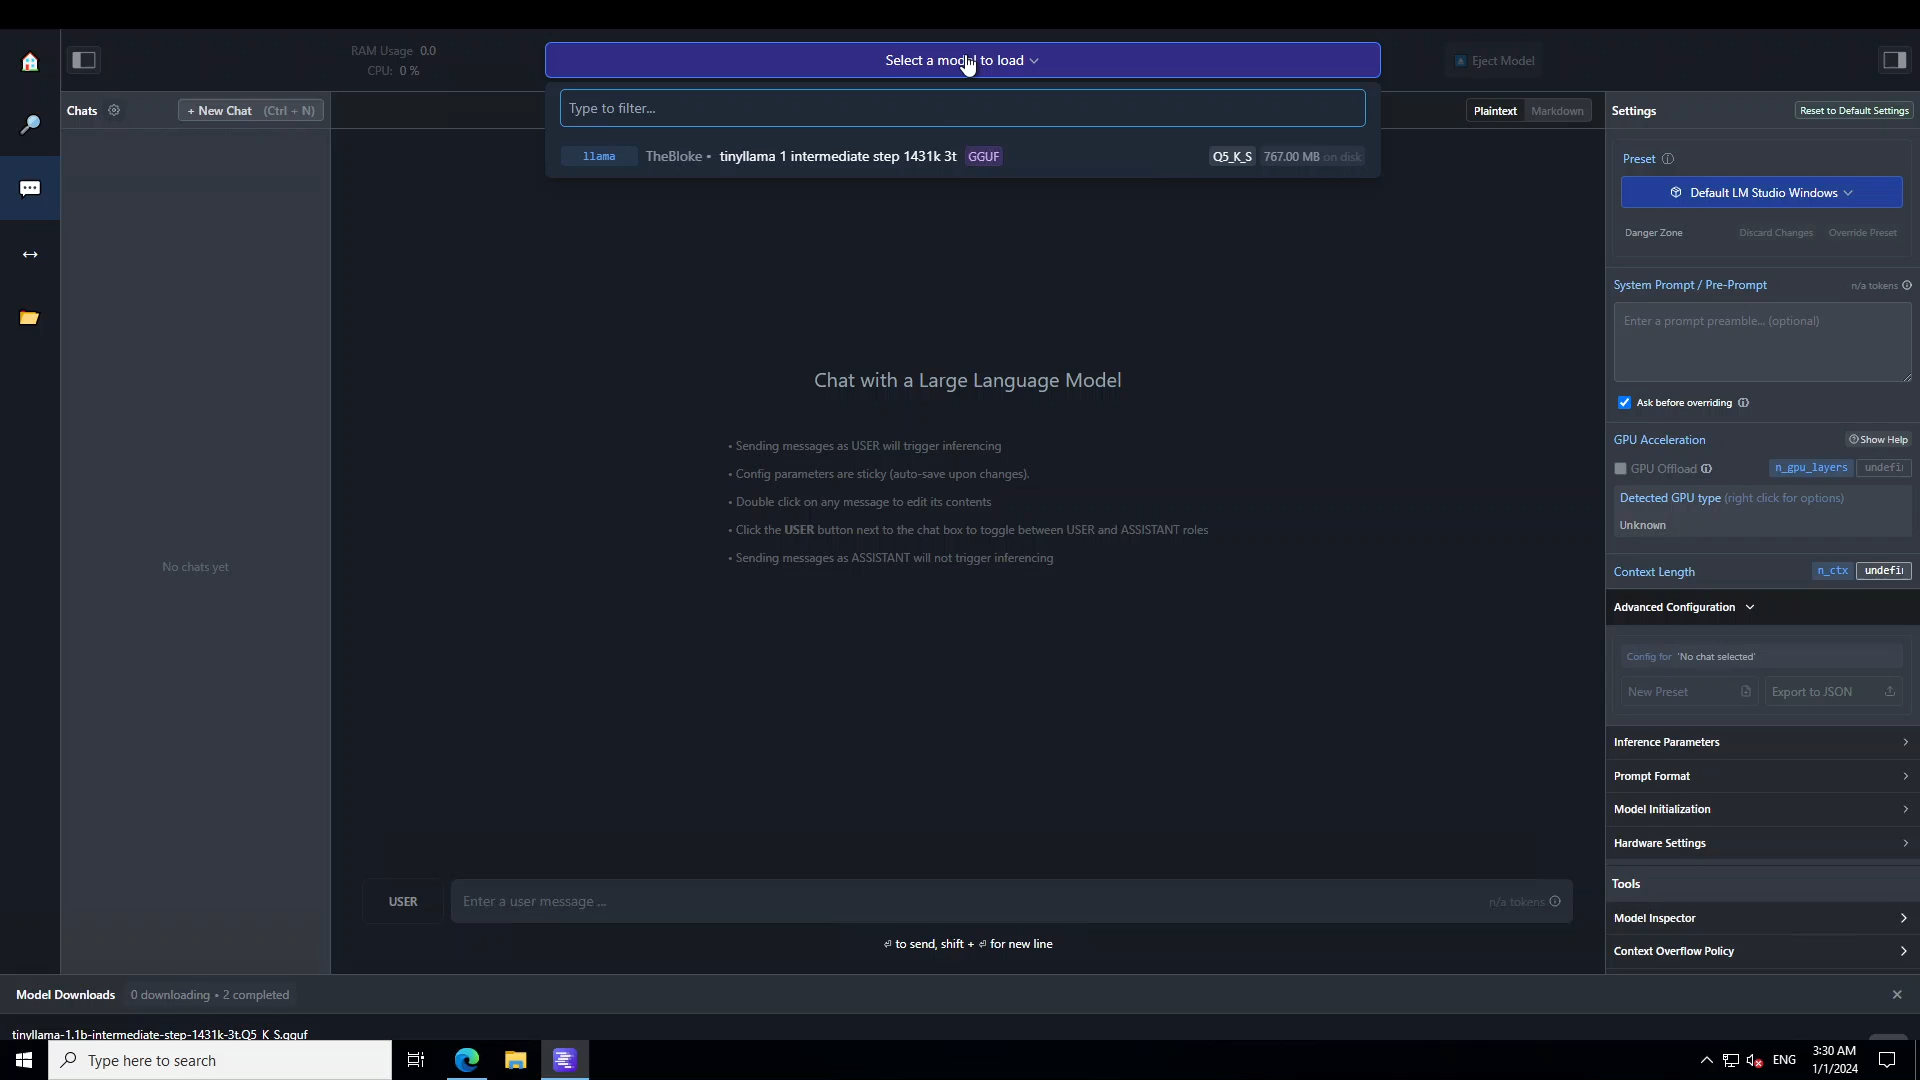 RAM Usage 0.0
CPU: 0 %
Select a model to load
Eject Model
Chats
+ New Chat (Ctrl + N)
Type to filter...
Plaintext Markdown
Settings
Reset to Default Settings
llama TheBloke • tinyllama 1 intermediate step 1431k 3t GGUF Q5_K_S 767.00 MB on disk
Preset
Default LM Studio Windows
Danger Zone Discard Changes Override Preset
System Prompt / Pre-Prompt n/a tokens
Enter a prompt preamble... (optional)
Ask before overriding
Chat with a Large Language Model
• Sending messages as USER will trigger inferencing
• Config parameters are sticky (auto-save upon changes).
• Double click on any message to edit its contents
• Click the USER button next to the chat box to toggle between USER and ASSISTANT roles
• Sending messages as ASSISTANT will not trigger inferencing
No chats yet
GPU Acceleration Show Help
GPU Offload n_gpu_layers undefi
Detected GPU type (right click for options)
Unknown
Context Length n_ctx undefi
Advanced Configuration
Config for 'No chat selected'
New Preset Export to JSON
Inference Parameters
Prompt Format
Model Initialization
Hardware Settings
Tools
Model Inspector
Context Overflow Policy
USER
Enter a user message ... n/a tokens
⏎ to send, shift + ⏎ for new line
Model Downloads 0 downloading • 2 completed
tinyllama-1.1b-intermediate-step-1431k-3t.Q5_K_S.gguf
Type here to search
ENG
3:30 AM
1/1/2024